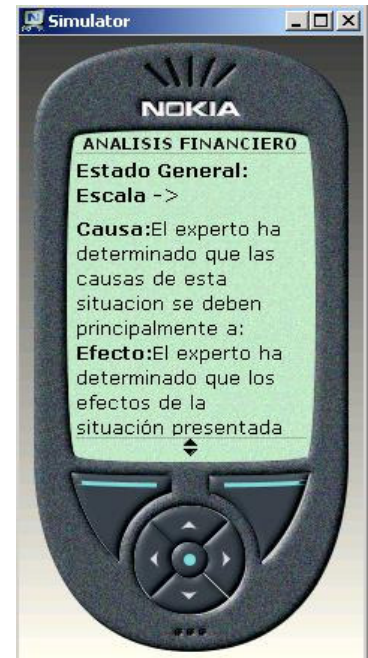 Simulator
NOKIA
ANALISIS FINANCIERO
Estado General:
Escala ->
Causa:El experto ha
determinado que las
causas de esta
situacion se deben
principalmente a:
Efecto:El experto ha
determinado que los
efectos de la
situación presentada